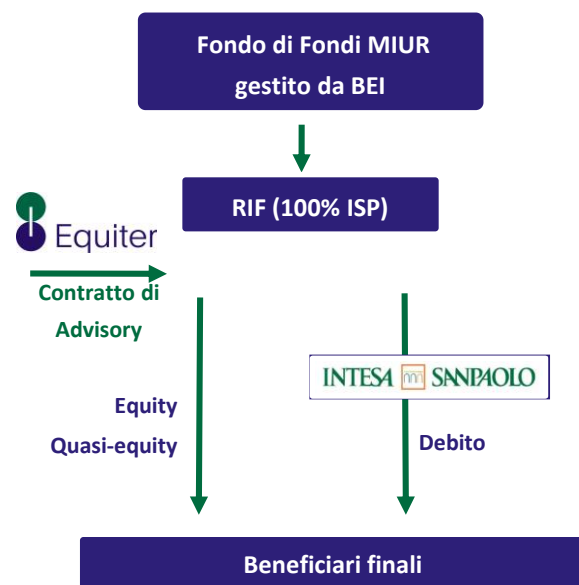 Fondo di Fondi MIUR
gestito da BEI
RIF (100% ISP)
Equiter
Contratto di
Advisory
INTESA SANPAOLO
Equity
Quasi-equity
Debito
Beneficiari finali